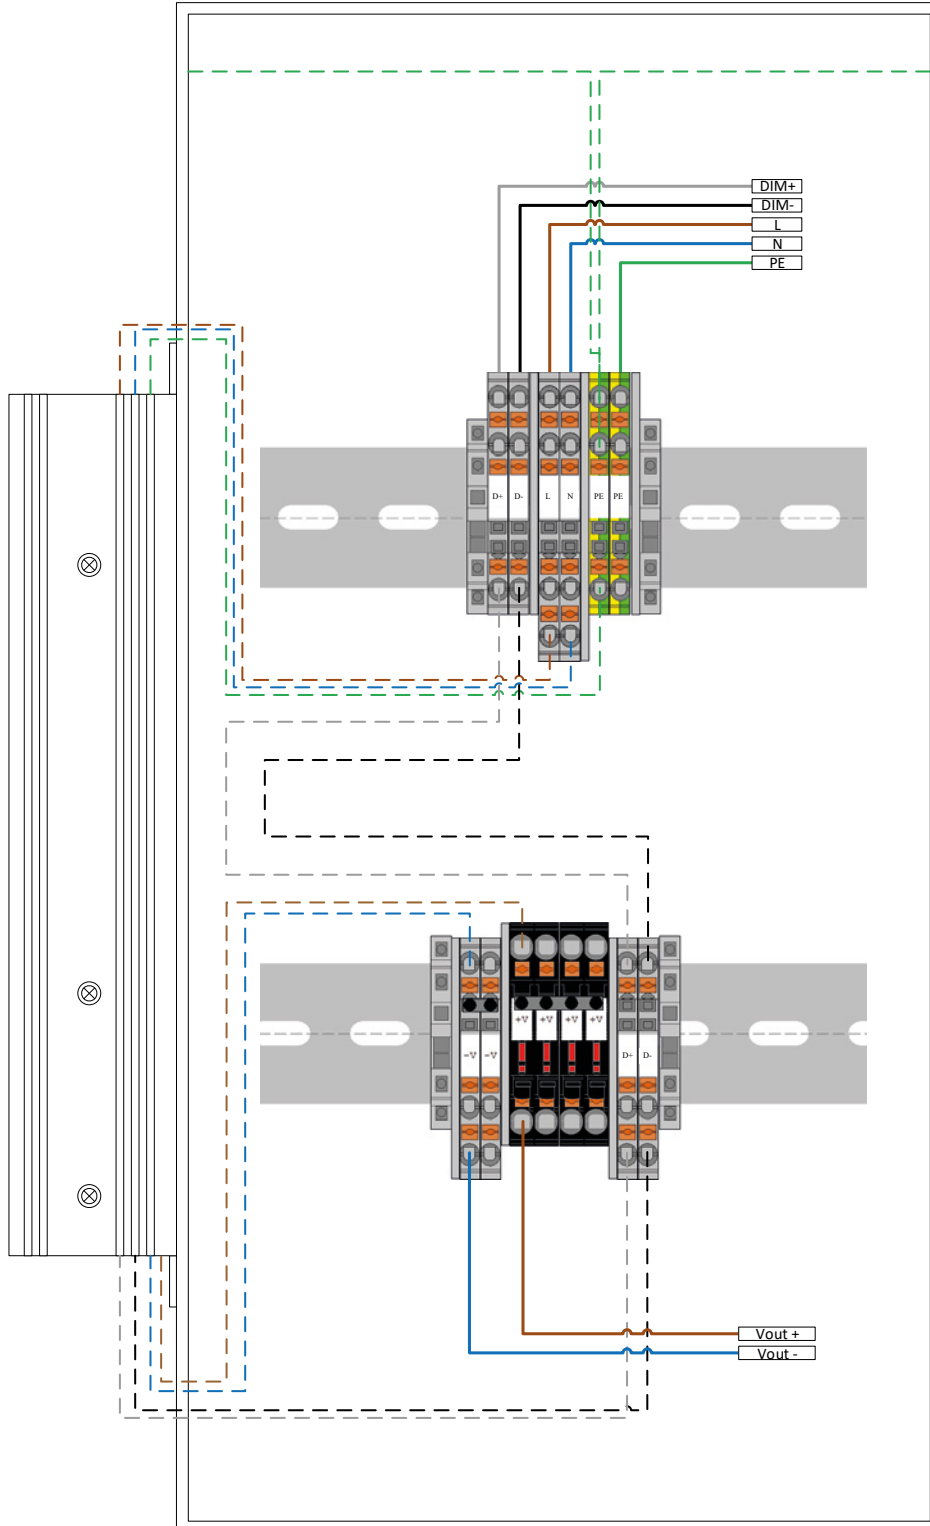 DIM+
DIM-
L
N
PE
D+ D- L N PE PE
+V +V +V +V
-V -V D+ D-
Vout +
Vout -